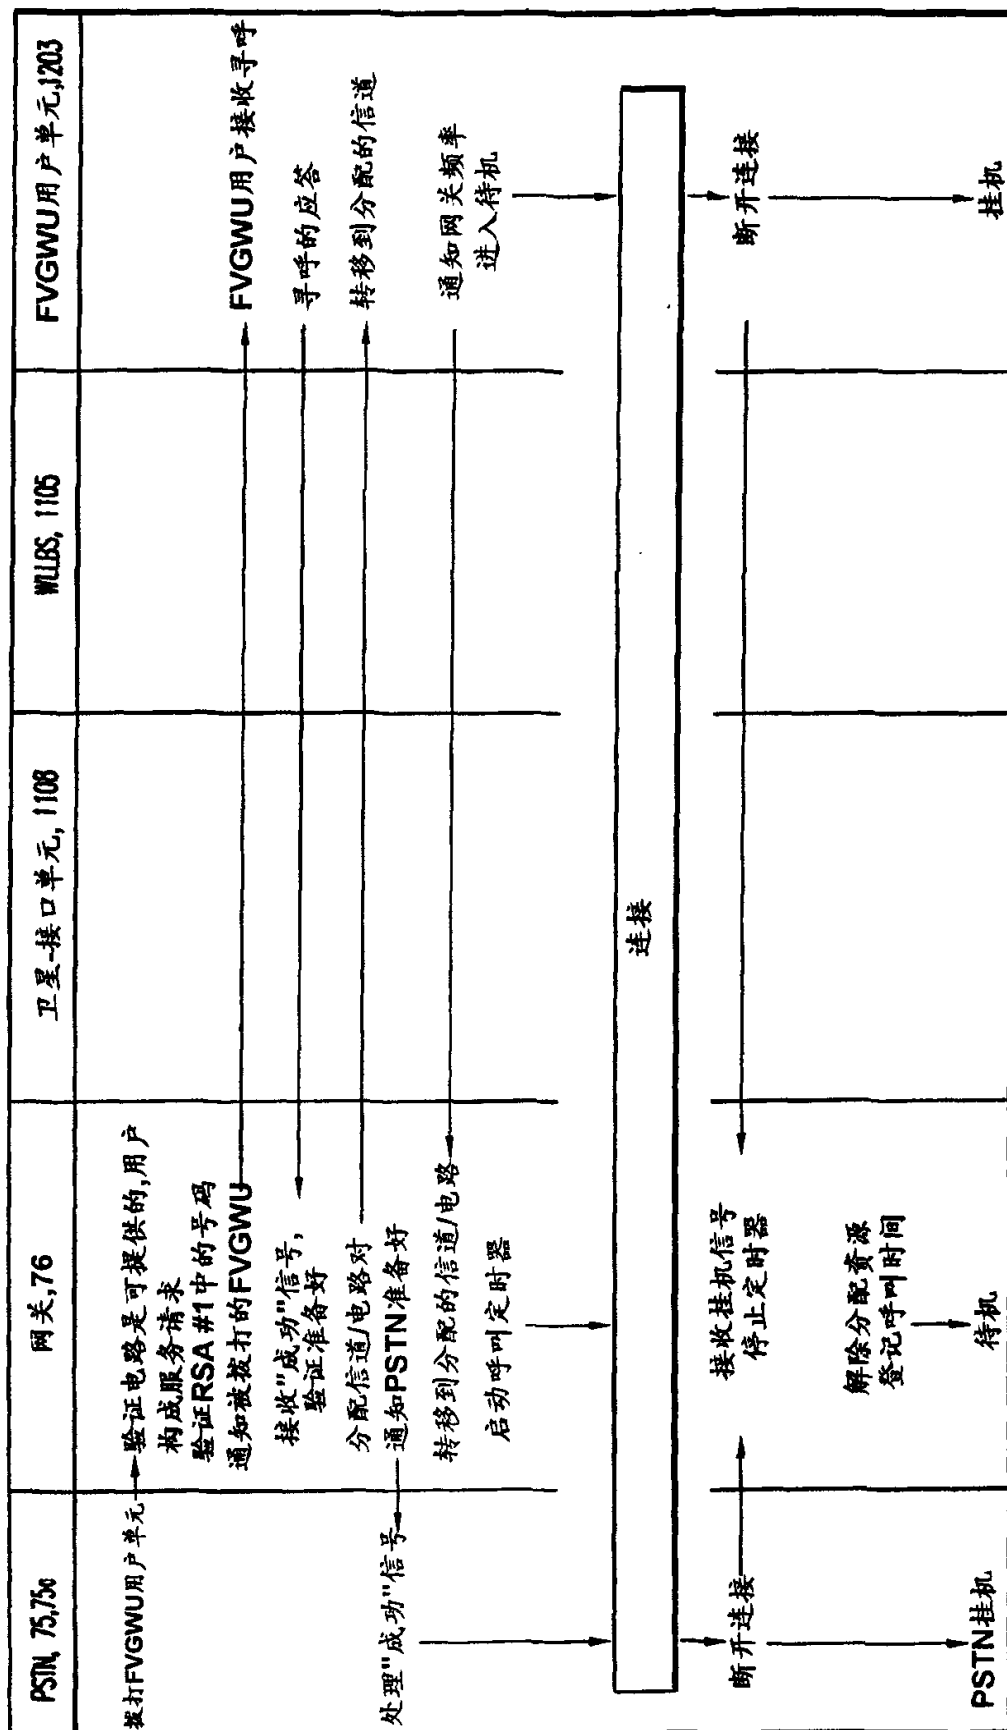 PSTN, 75,75o
网关,76
卫星-接口单元, 1108
WLLBS, 1105
FVGWU用户单元,1203
拨打FVGWU用户单元
验证电路是可提供的,用户
构成服务请求
验证RSA #1中的号码
通知被拨打的FVGWU
FVGWU用户接收寻呼
寻呼的应答
接收"成功"信号,
验证准备好
分配信道/电路对
转移到分配的信道
通知PSTN准备好
处理"成功"信号
转移到分配的信道/电路
通知网关频率
进入待机
启动呼叫定时器
连接
断开连接
接收挂机信号
停止定时器
断开连接
解除分配资源
登记呼叫时间
PSTN挂机
待机
挂机